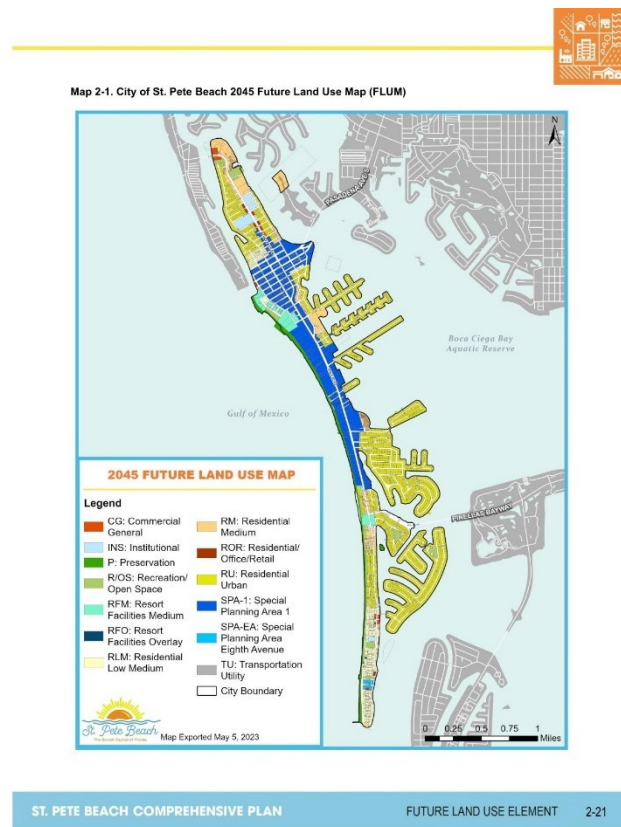 Map 2-1. City of St. Pete Beach 2045 Future Land Use Map (FLUM)
N
PASADENA AVE S
Boca Ciega Bay
Aquatic Reserve
Gulf of Mexico
PINELLAS BAYWAY
2045 FUTURE LAND USE MAP
Legend
CG: Commercial
General
INS: Institutional
P: Preservation
R/OS: Recreation/
Open Space
RFM: Resort
Facilities Medium
RFO: Resort
Facilities Overlay
RLM: Residential
Low Medium
RM: Residential
Medium
ROR: Residential/
Office/Retail
RU: Residential
Urban
SPA-1: Special
Planning Area 1
SPA-EA: Special
Planning Area
Eighth Avenue
TU: Transportation
Utility
City Boundary
St. Pete Beach
Map Exported May 5, 2023
0 0.25 0.5 0.75 1
Miles
ST. PETE BEACH COMPREHENSIVE PLAN
FUTURE LAND USE ELEMENT 2-21